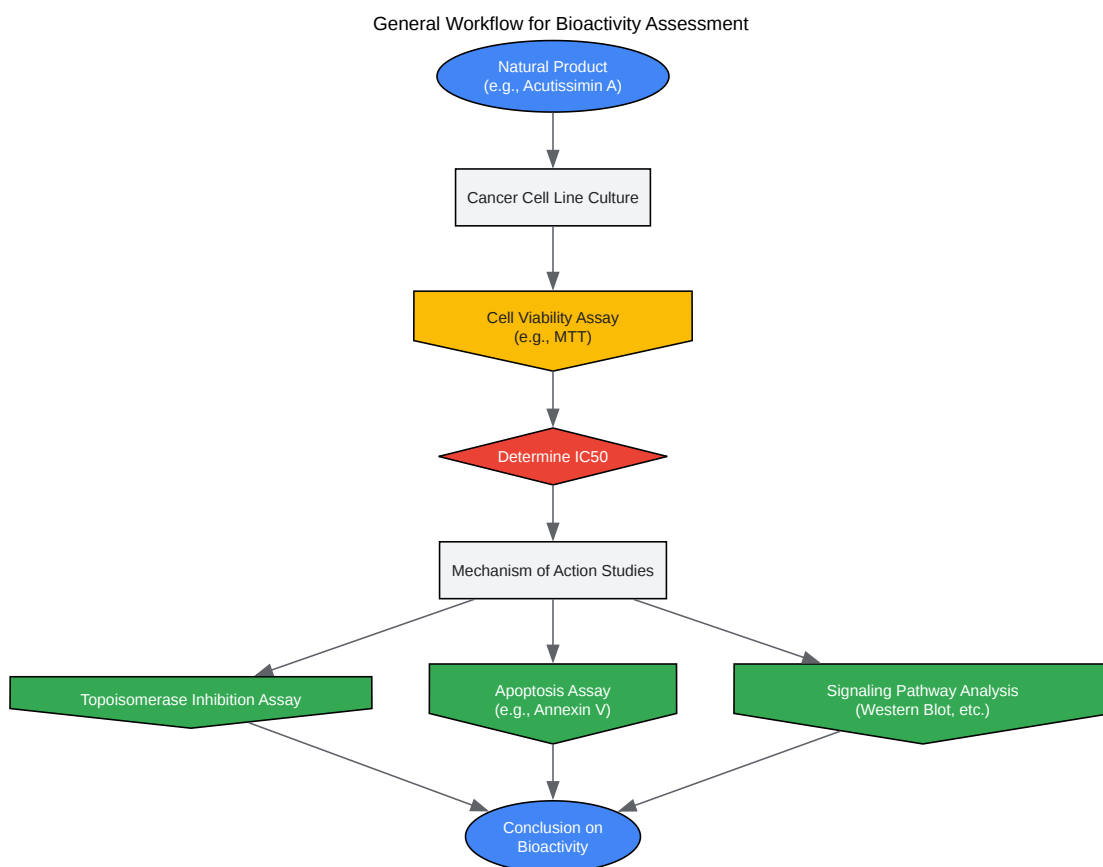 General Workflow for Bioactivity Assessment
Natural Product
(e.g., Acutissimin A)
Cancer Cell Line Culture
Cell Viability Assay
(e.g., MTT)
Determine IC50
Mechanism of Action Studies
Topoisomerase Inhibition Assay
Apoptosis Assay
(e.g., Annexin V)
Signaling Pathway Analysis
(Western Blot, etc.)
Conclusion on
Bioactivity